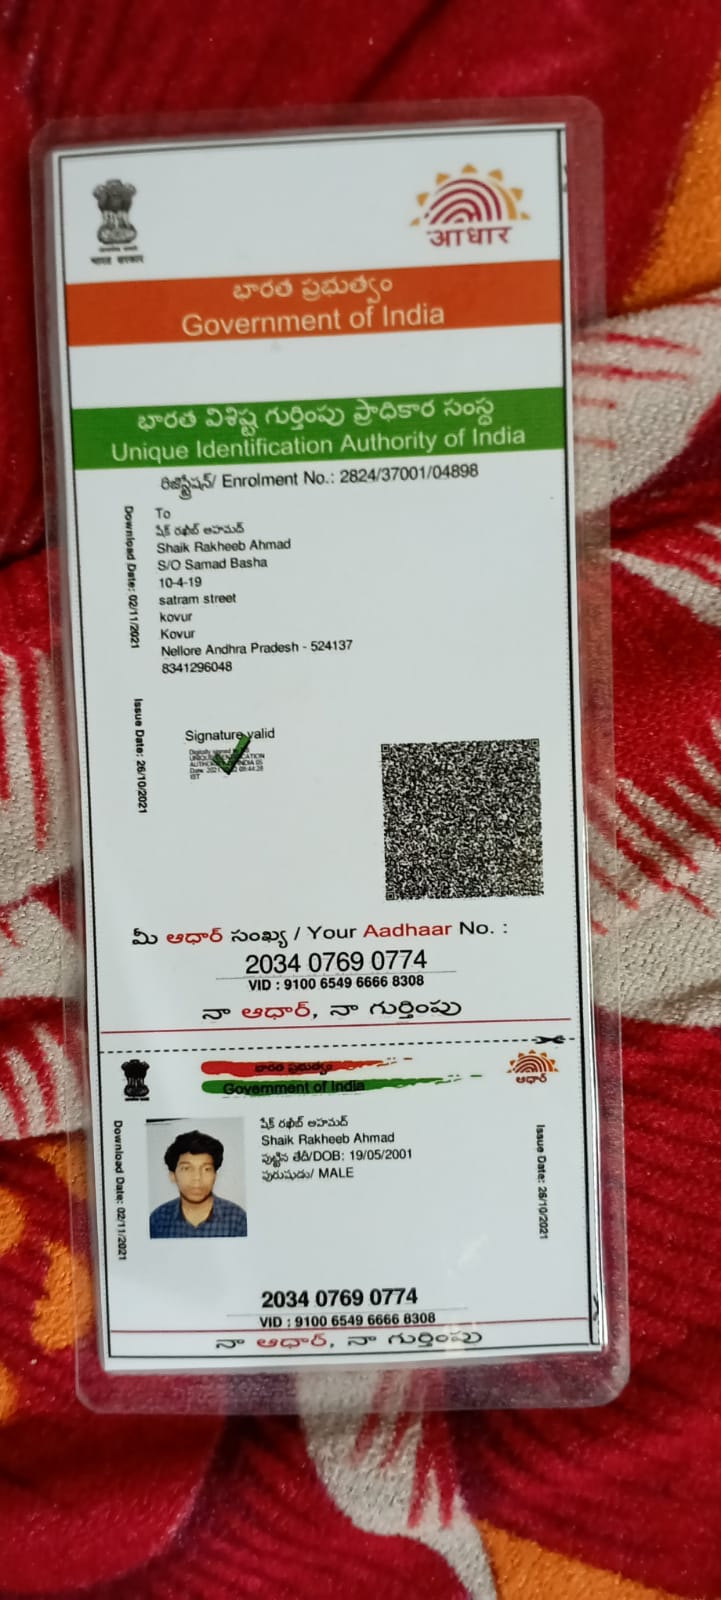 भारत सरकार
आधार
భారత ప్రభుత్వం
Government of India
భారత విశిష్ట గుర్తింపు ప్రాధికార సంస్థ
Unique Identification Authority of India
రిజిస్ట్రేషన్/ Enrolment No.: 2824/37001/04898
Download Date: 02/11/2021
Issue Date: 26/10/2021
To
షేక్ రఖీబ్ అహమద్
Shaik Rakheeb Ahmad
S/O Samad Basha
10-4-19
satram street
kovur
Kovur
Nellore Andhra Pradesh - 524137
8341296048
Signature valid
మీ ఆధార్ సంఖ్య / Your Aadhaar No. :
2034 0769 0774
VID : 9100 6549 6666 8308
నా ఆధార్, నా గుర్తింపు
భారత ప్రభుత్వం
Government of India
ఆధార్
Download Date: 02/11/2021
షేక్ రఖీబ్ అహమద్
Shaik Rakheeb Ahmad
పుట్టిన తేదీ/DOB: 19/05/2001
పురుషుడు/ MALE
Issue Date: 26/10/2021
2034 0769 0774
VID : 9100 6549 6666 8308
నా ఆధార్, నా గుర్తింపు